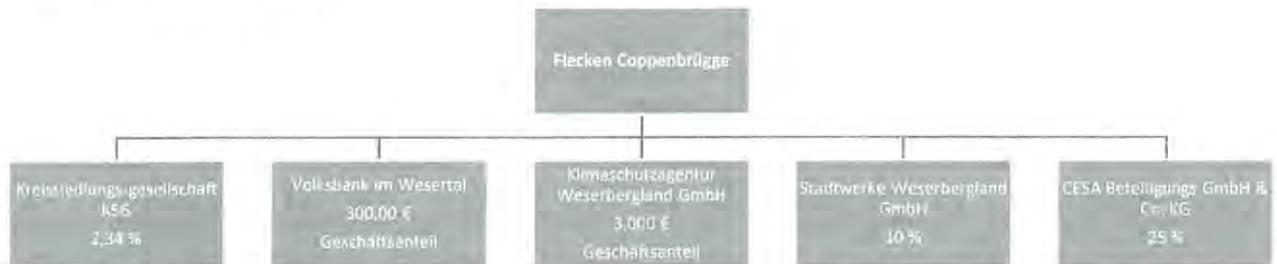 Flecken Coppenbrügge
Kreissiedlungs-gesellschaft
KSG
2,34 %
Volksbank im Wesertal
300,00 €
Geschäftsanteil
Klimaschutzagentur
Weserbergland GmbH
3.000 €
Geschäftsanteil
Stadtwerke Weserbergland
GmbH
10 %
CESA Beteiligungs GmbH &
Co. KG
25 %